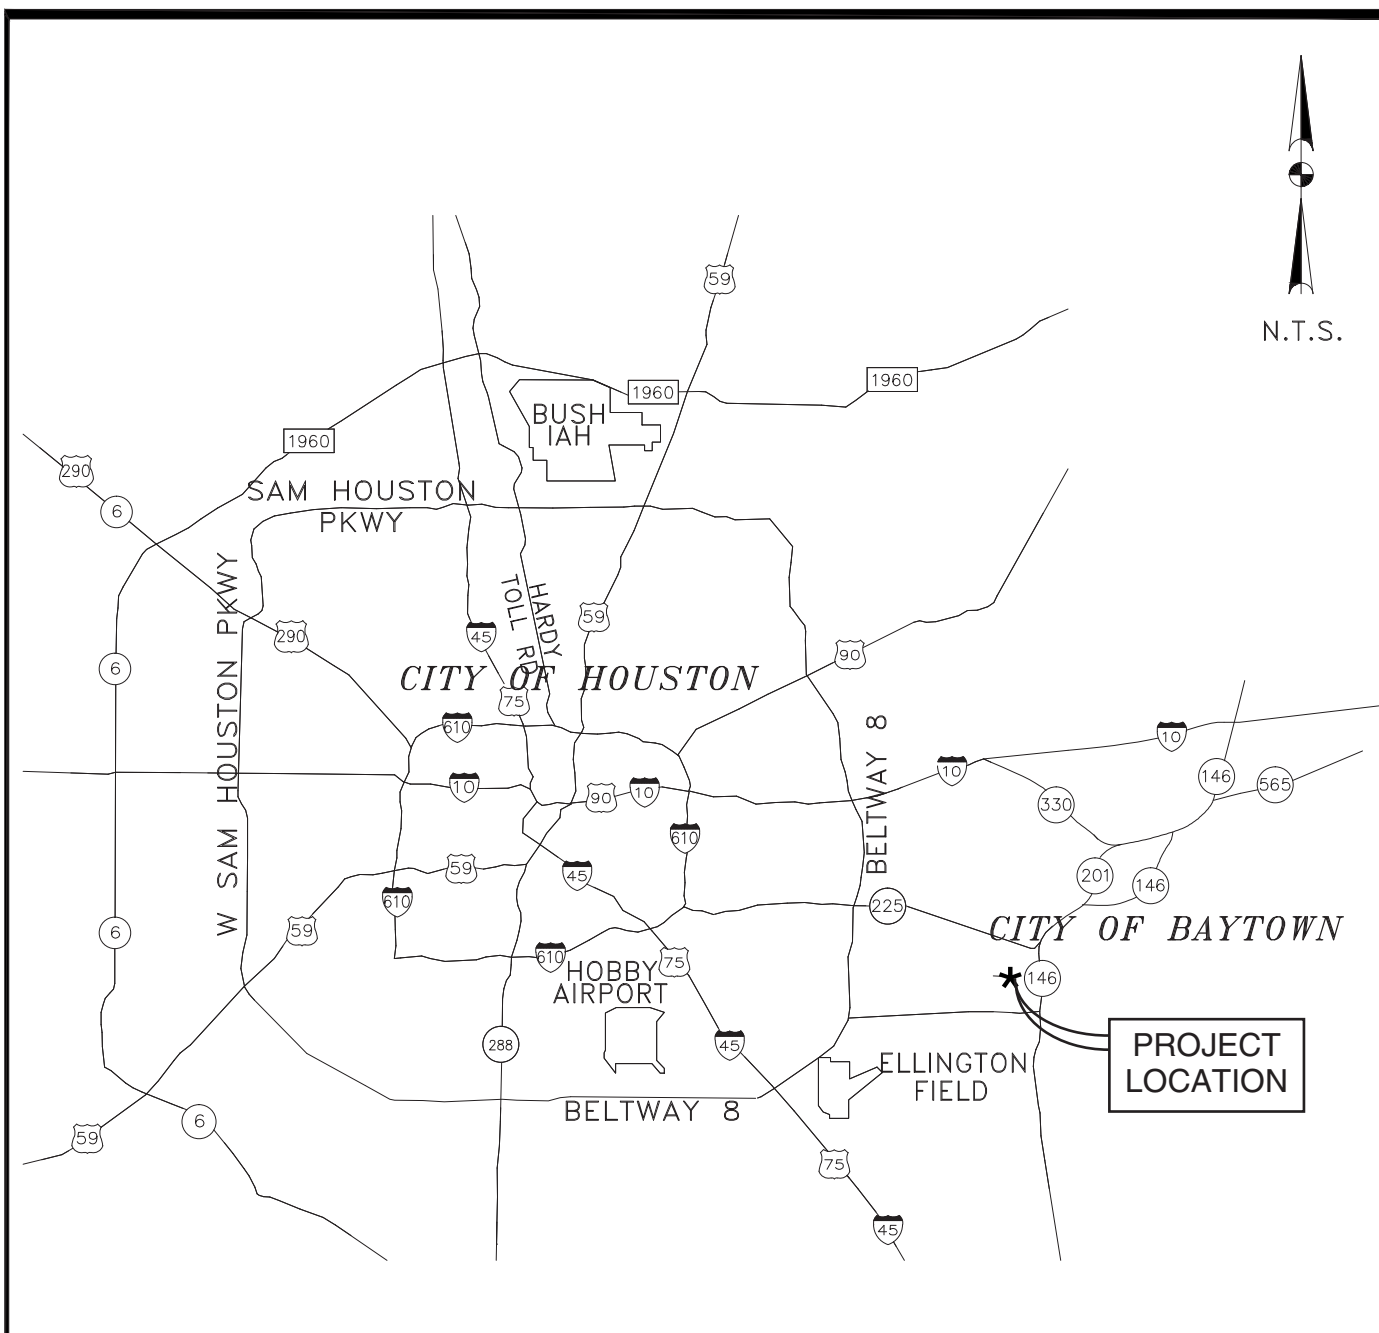 59
N.T.S.
1960
1960
BUSH
IAH
1960
290
SAM HOUSTON
PKWY
6
W SAM HOUSTON PKWY
HARDY
TOLL RD
59
45
290
90
6
CITY OF HOUSTON
75
610
BELTWAY 8
10
10
146
565
10
10
90
330
610
59
45
201
146
610
225
59
6
CITY OF BAYTOWN
610
75
HOBBY
AIRPORT
146
288
45
PROJECT
LOCATION
ELLINGTON
FIELD
BELTWAY 8
6
59
75
45